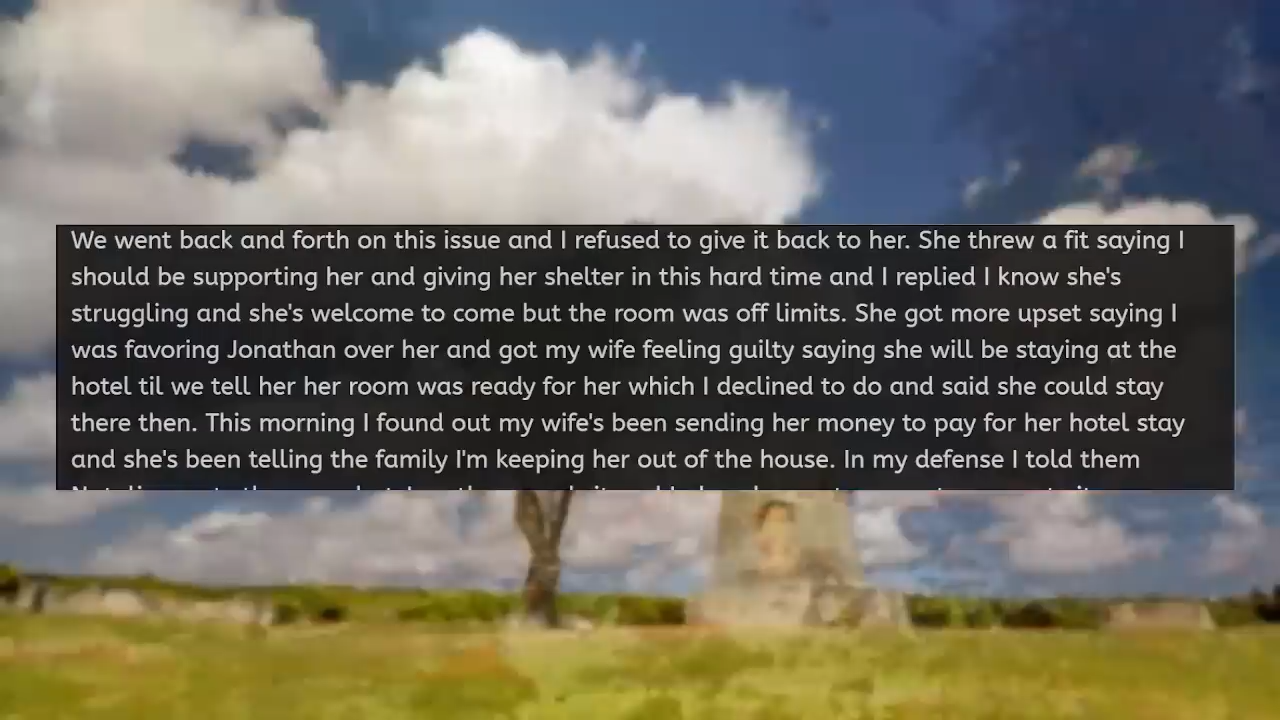 We went back and forth on this issue and I refused to give it back to her. She threw a fit saying I
should be supporting her and giving her shelter in this hard time and I replied I know she's
struggling and she's welcome to come but the room was off limits. She got more upset saying I
was favoring Jonathan over her and got my wife feeling guilty saying she will be staying at the
hotel til we tell her her room was ready for her which I declined to do and said she could stay
there then. This morning I found out my wife's been sending her money to pay for her hotel stay
and she's been telling the family I'm keeping her out of the house. In my defense I told them